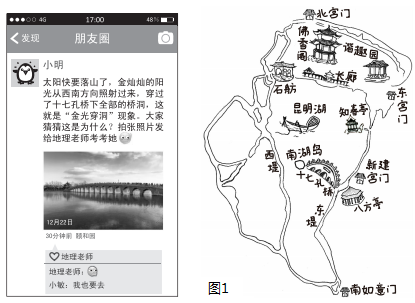 4G 17:00 48%
发现 朋友圈
小明
太阳快要落山了，金灿灿的阳
光从西南方向照射过来，穿过
了十七孔桥下全部的桥洞，这
就是“金光穿洞”现象。大家
猜猜这是为什么？拍张照片发
给地理老师考考她
12月22日
30分钟前 颐和园
地理老师
地理老师：
小敏：我也要去
北宫门
佛香阁
谐趣园
长廊
石舫
东宫门
昆明湖
知春亭
西堤
南湖岛
十七孔桥
新建宫门
东堤
八方亭
南如意门
图1